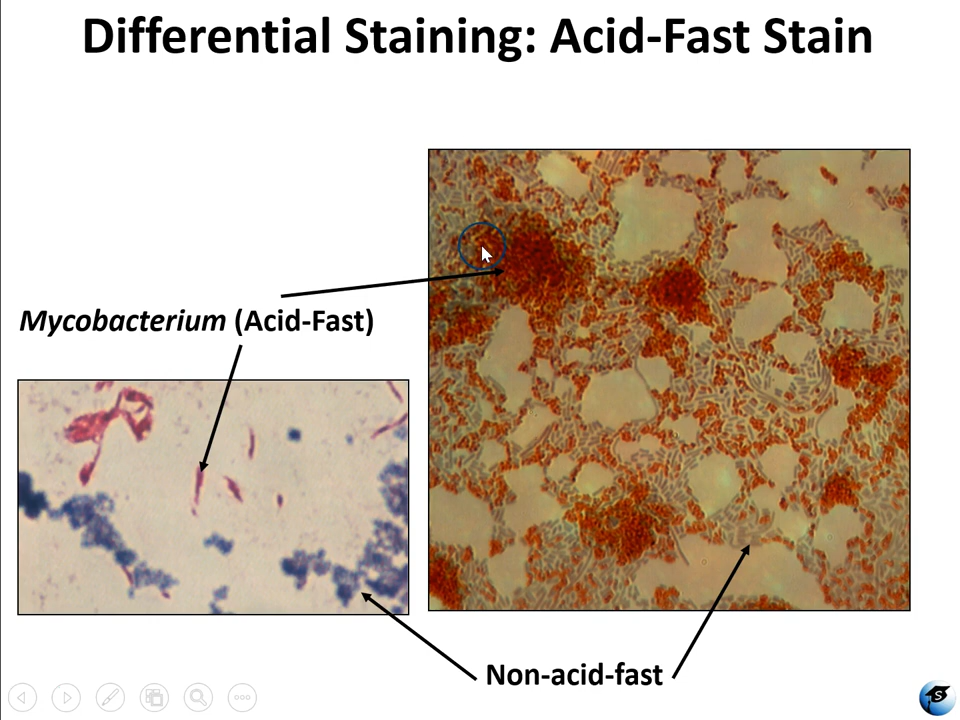 Differential Staining: Acid-Fast Stain
Mycobacterium (Acid-Fast)
Non-acid-fast
S